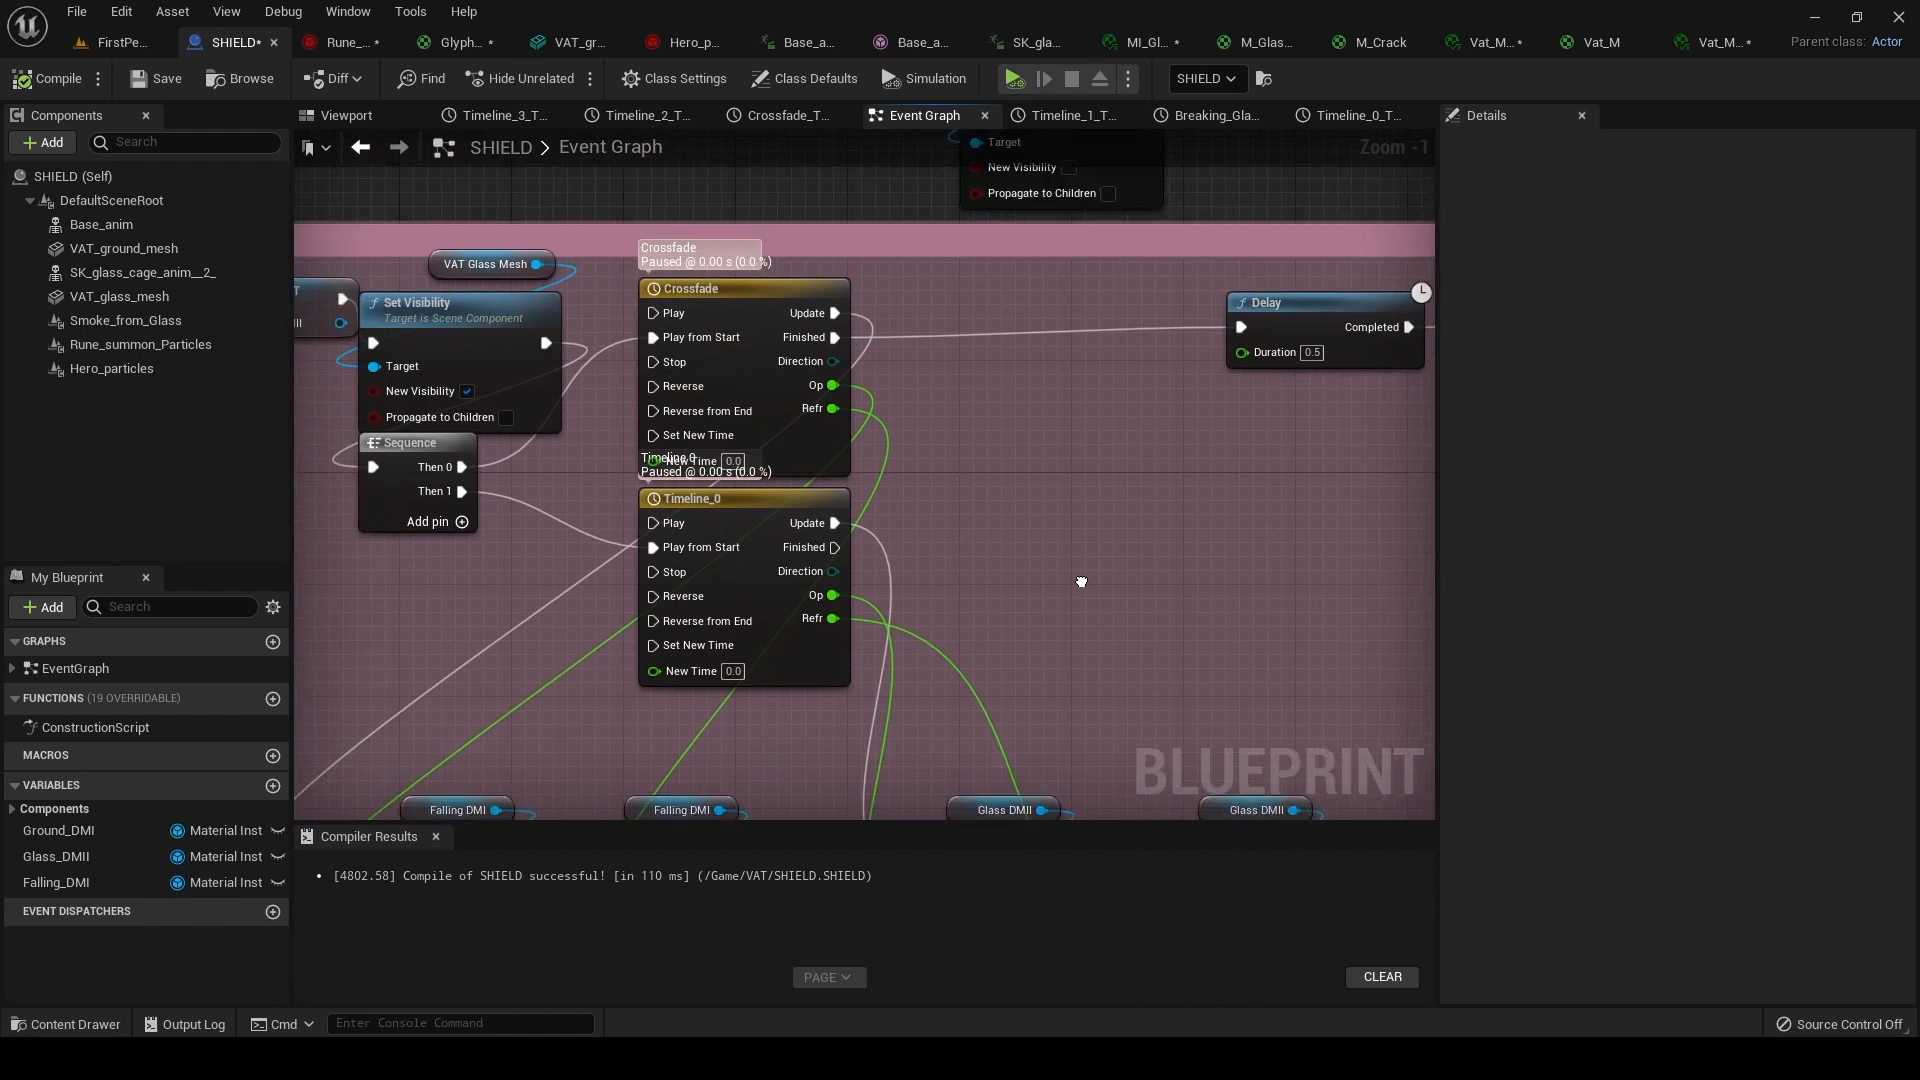 File Edit Asset View Debug Window Tools Help
FirstPe... SHIELD* Rune_... * Glyph... * VAT_gr... Hero_p... Base_a... Base_a... SK_gla... MI_Gl... * M_Glas... M_Crack Vat_M... * Vat_M Vat_M... * Parent class: Actor
Compile Save Browse Diff Find Hide Unrelated Class Settings Class Defaults Simulation SHIELD
Components
Add Search
SHIELD (Self)
DefaultSceneRoot
Base_anim
VAT_ground_mesh
SK_glass_cage_anim__2_
VAT_glass_mesh
Smoke_from_Glass
Rune_summon_Particles
Hero_particles
My Blueprint
Add Search
GRAPHS
EventGraph
FUNCTIONS (19 OVERRIDABLE)
ConstructionScript
MACROS
VARIABLES
Components
Ground_DMI Material Inst
Glass_DMII Material Inst
Falling_DMI Material Inst
EVENT DISPATCHERS
Viewport Timeline_3_T... Timeline_2_T... Crossfade_T... Event Graph Timeline_1_T... Breaking_Gla... Timeline_0_T...
SHIELD > Event Graph Zoom -1
Target
New Visibility
Propagate to Children
VAT Glass Mesh
Set Visibility
Target is Scene Component
Target
New Visibility
Propagate to Children
Sequence
Then 0
Then 1
Add pin
Crossfade
Paused @ 0.00 s (0.0 %)
Crossfade
Play Update
Play from Start Finished
Stop Direction
Reverse Op
Reverse from End Refr
Set New Time
New Time 0.0
Timeline 0
Paused @ 0.00 s (0.0 %)
Timeline_0
Play Update
Play from Start Finished
Stop Direction
Reverse Op
Reverse from End Refr
Set New Time
New Time 0.0
Delay
Completed
Duration 0.5
BLUEPRINT
Falling DMI Falling DMI Glass DMII Glass DMII
Compiler Results
[4802.58] Compile of SHIELD successful! [in 110 ms] (/Game/VAT/SHIELD.SHIELD)
PAGE CLEAR
Details
Content Drawer Output Log Cmd Enter Console Command Source Control Off